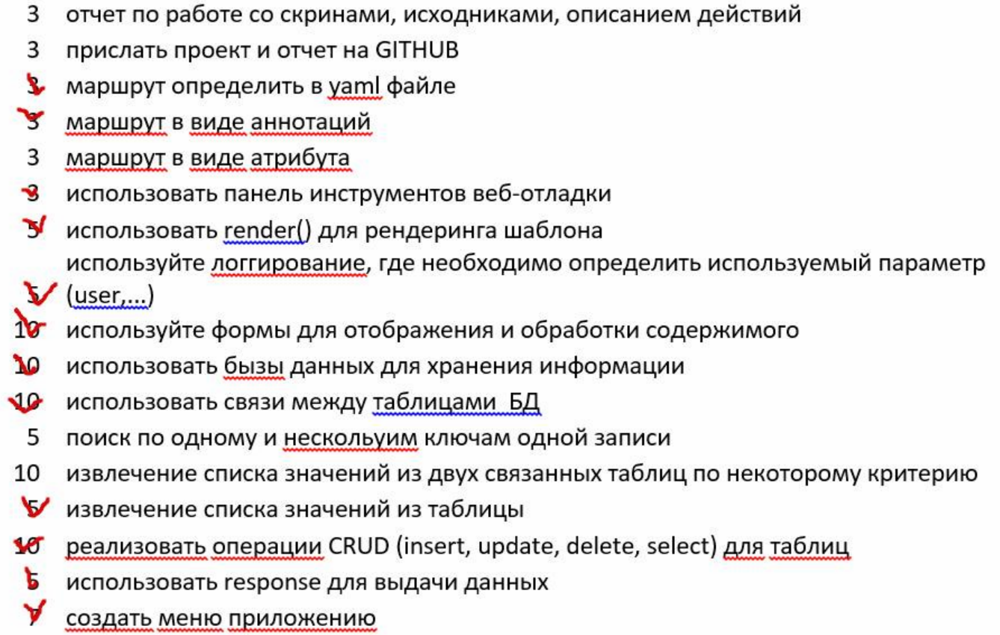 3 отчет по работе со скринами, исходниками, описанием действий
3 прислать проект и отчет на GITHUB
3 маршрут определить в yaml файле
3 маршрут в виде аннотаций
3 маршрут в виде атрибута
3 использовать панель инструментов веб-отладки
5 использовать render() для рендеринга шаблона
используйте логгирование, где необходимо определить используемый параметр
5 (user,...)
10 используйте формы для отображения и обработки содержимого
10 использовать бызы данных для хранения информации
10 использовать связи между таблицами БД
5 поиск по одному и нескольуим ключам одной записи
10 извлечение списка значений из двух связанных таблиц по некоторому критерию
5 извлечение списка значений из таблицы
10 реализовать операции CRUD (insert, update, delete, select) для таблиц
5 использовать response для выдачи данных
7 создать меню приложению